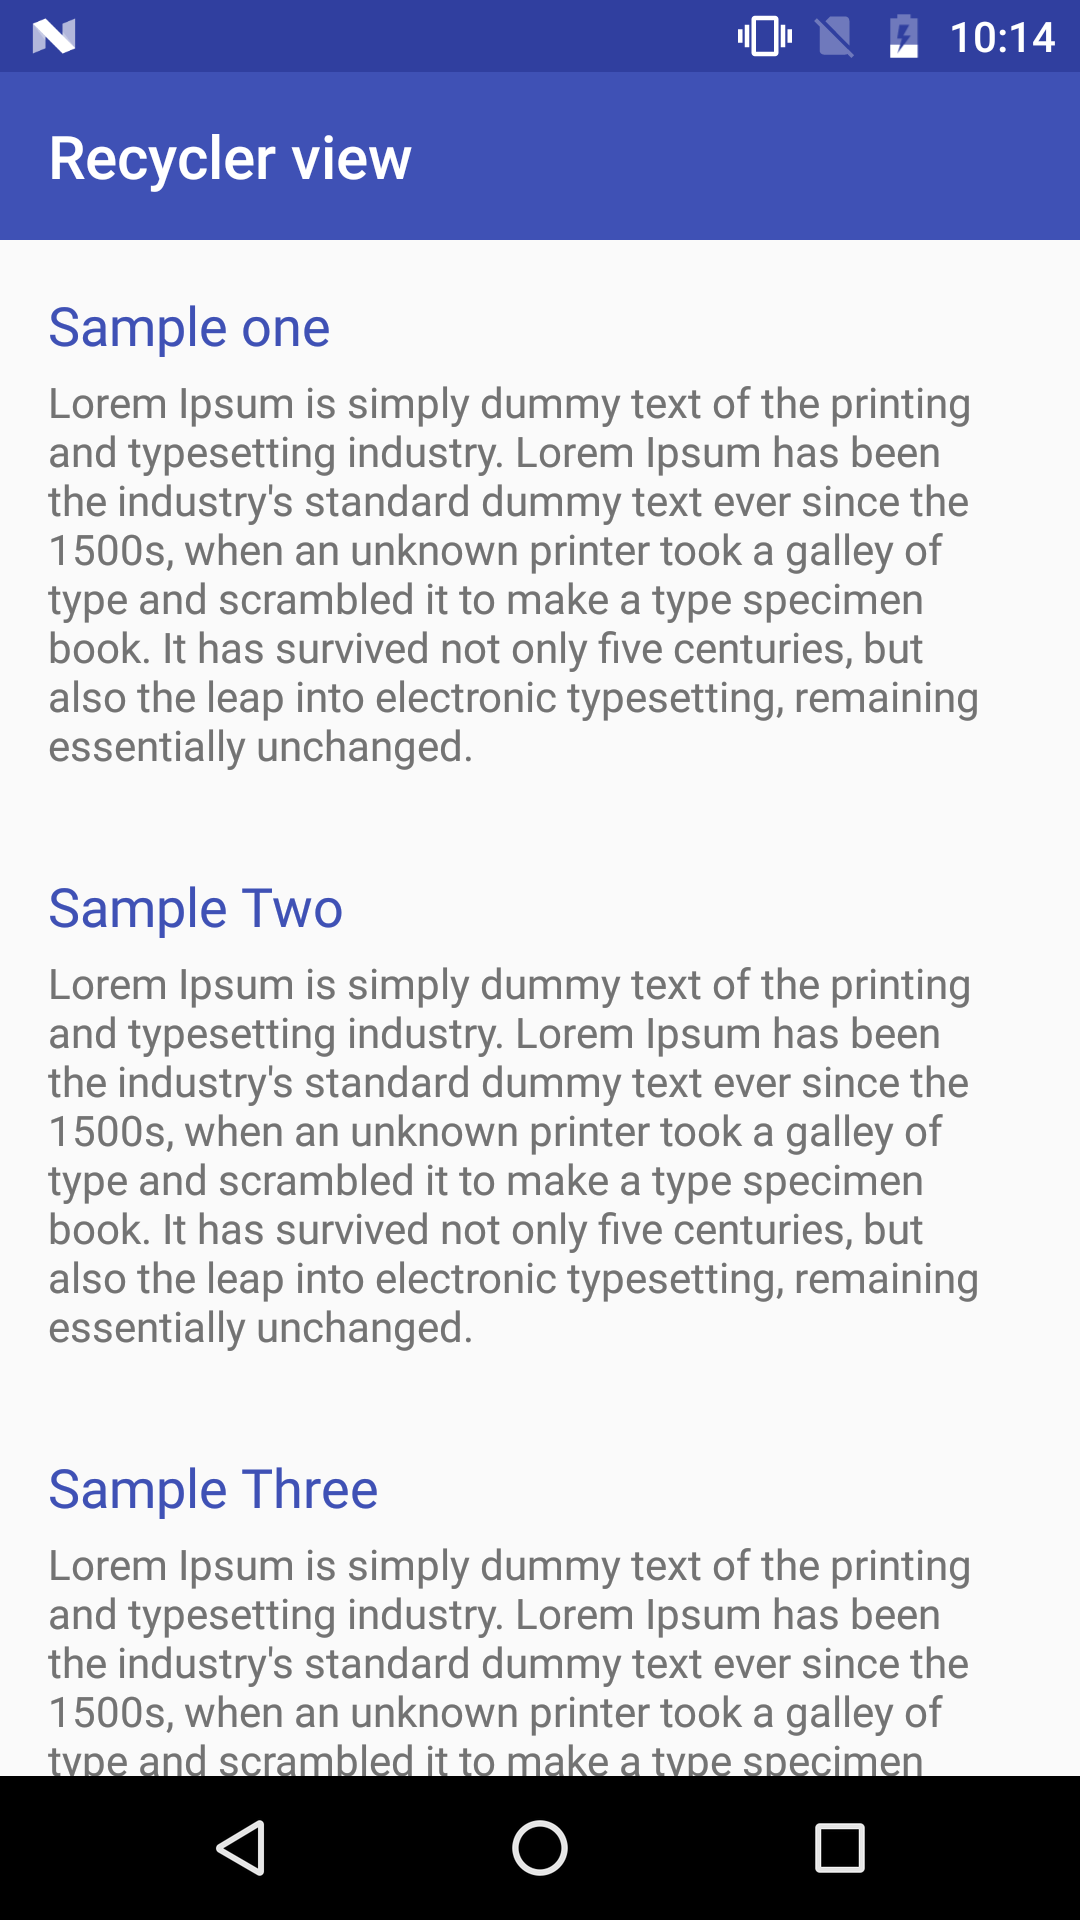 10:14
Recycler view
Sample one
Lorem Ipsum is simply dummy text of the printing
and typesetting industry. Lorem Ipsum has been
the industry's standard dummy text ever since the
1500s, when an unknown printer took a galley of
type and scrambled it to make a type specimen
book. It has survived not only five centuries, but
also the leap into electronic typesetting, remaining
essentially unchanged.
Sample Two
Lorem Ipsum is simply dummy text of the printing
and typesetting industry. Lorem Ipsum has been
the industry's standard dummy text ever since the
1500s, when an unknown printer took a galley of
type and scrambled it to make a type specimen
book. It has survived not only five centuries, but
also the leap into electronic typesetting, remaining
essentially unchanged.
Sample Three
Lorem Ipsum is simply dummy text of the printing
and typesetting industry. Lorem Ipsum has been
the industry's standard dummy text ever since the
1500s, when an unknown printer took a galley of
type and scrambled it to make a type specimen